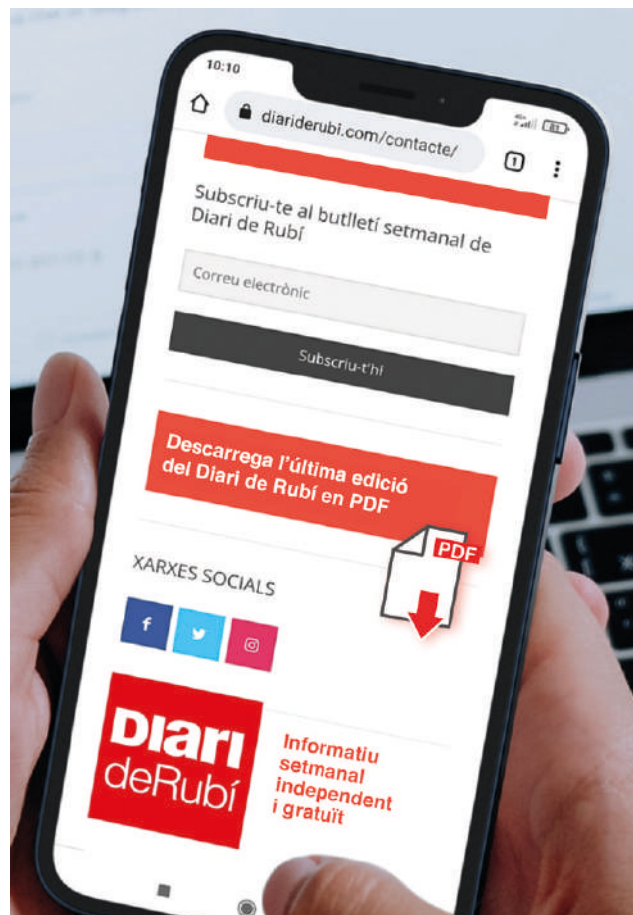 10:10
diariderubi.com/contacte/
1
81
Subscriu-te al butlletí setmanal de
Diari de Rubí
Correu electrònic
Subscriu-t'hi
Descarrega l'última edició
del Diari de Rubí en PDF
PDF
XARXES SOCIALS
f
DIARI
deRubí
Informatiu
setmanal
independent
i gratuït